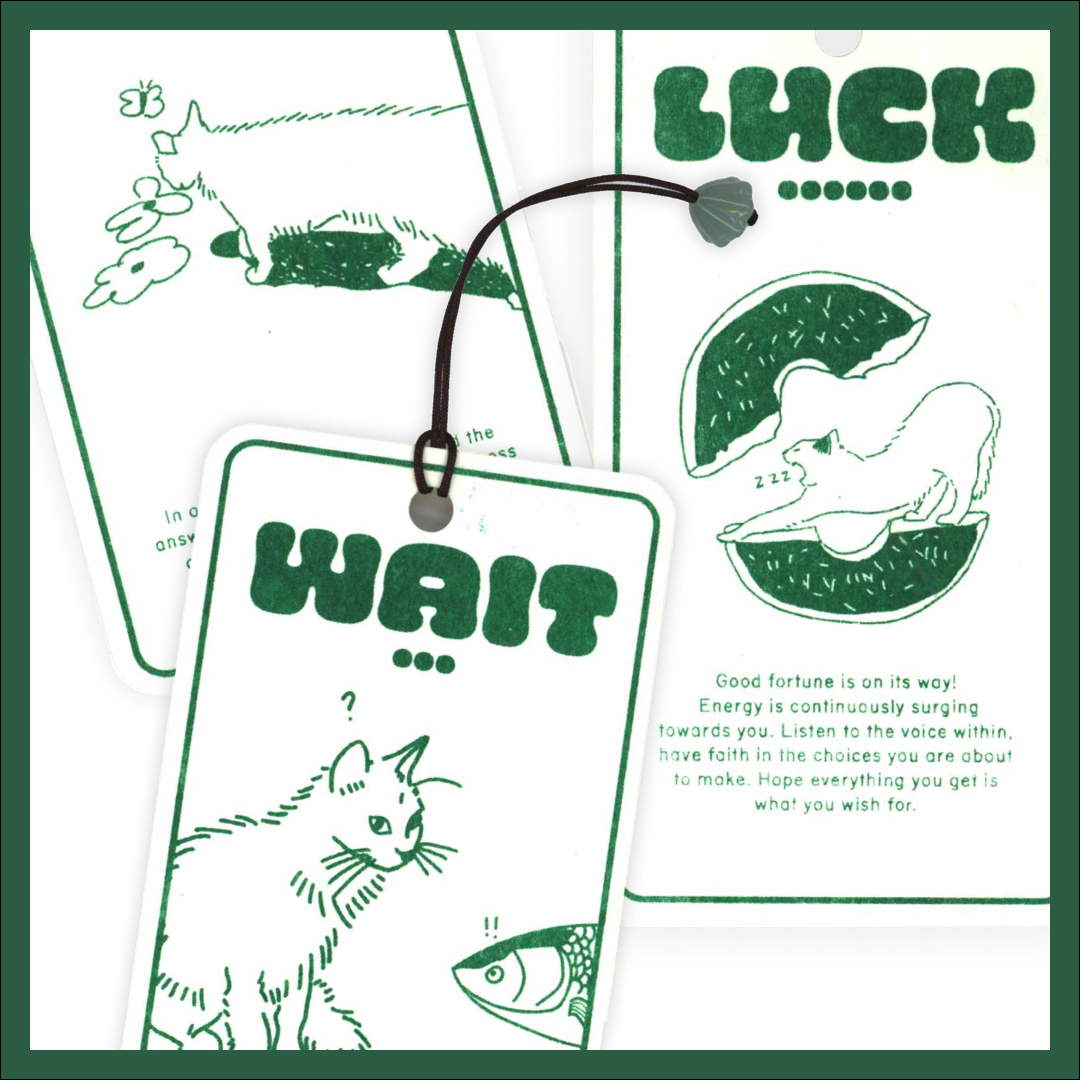 LUCK
zzz
Good fortune is on its way!
Energy is continuously surging
towards you. Listen to the voice within,
have faith in the choices you are about
to make. Hope everything you get is
what you wish for.
the
In
WAIT
?
!!